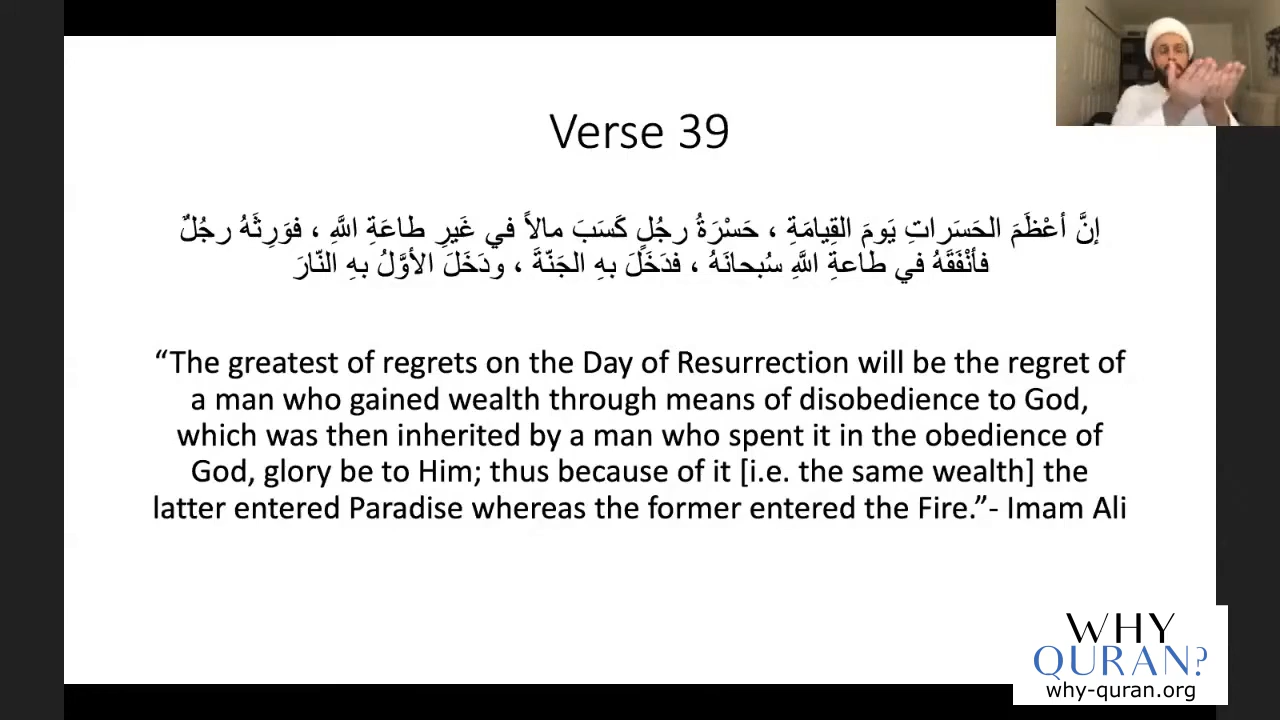 Verse 39
إنَّ أعْظَمَ الحَسَراتِ يَومَ القِيامَةِ ، حَسْرَةُ رجُلٍ كَسَبَ مالاً في غَيرِ طاعَةِ اللَّهِ ، فوَرِثَهُ رجُلٌ
فأنْفَقَهُ في طاعةِ اللَّهِ سُبحانَهُ ، فدَخَلَ بهِ الجَنّةَ ، ودَخَلَ الأوَّلُ بهِ النّارَ
“The greatest of regrets on the Day of Resurrection will be the regret of
a man who gained wealth through means of disobedience to God,
which was then inherited by a man who spent it in the obedience of
God, glory be to Him; thus because of it [i.e. the same wealth] the
latter entered Paradise whereas the former entered the Fire.”- Imam Ali
WHY
QURAN?
why-quran.org